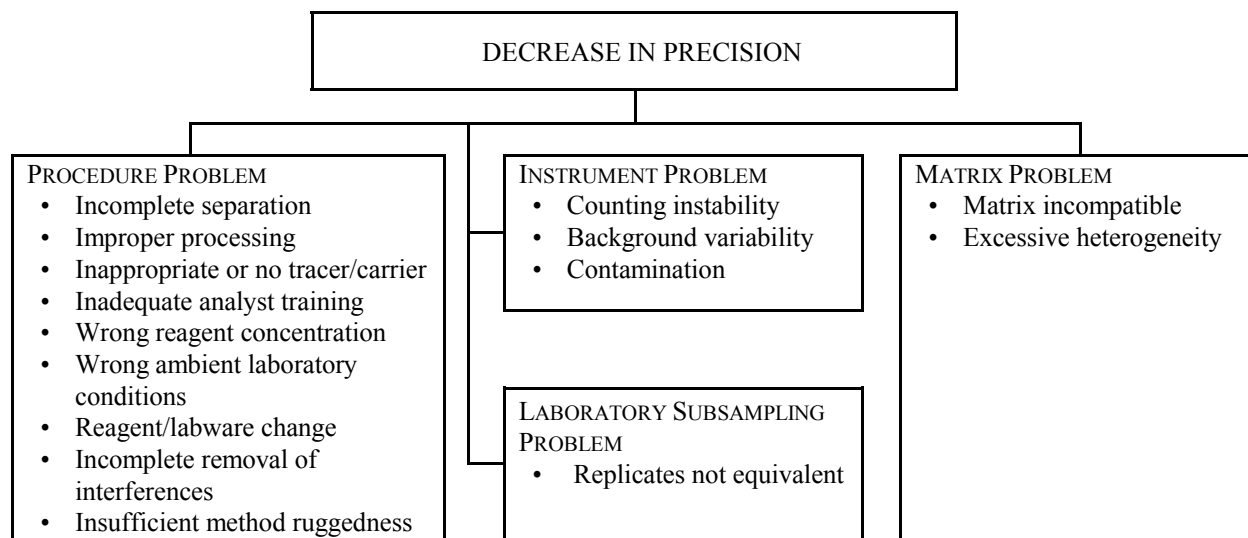 DECREASE IN PRECISION
PROCEDURE PROBLEM
• Incomplete separation
• Improper processing
• Inappropriate or no tracer/carrier
• Inadequate analyst training
• Wrong reagent concentration
• Wrong ambient laboratory
conditions
• Reagent/labware change
• Incomplete removal of
interferences
• Insufficient method ruggedness
INSTRUMENT PROBLEM
• Counting instability
• Background variability
• Contamination
LABORATORY SUBSAMPLING
PROBLEM
• Replicates not equivalent
MATRIX PROBLEM
• Matrix incompatible
• Excessive heterogeneity